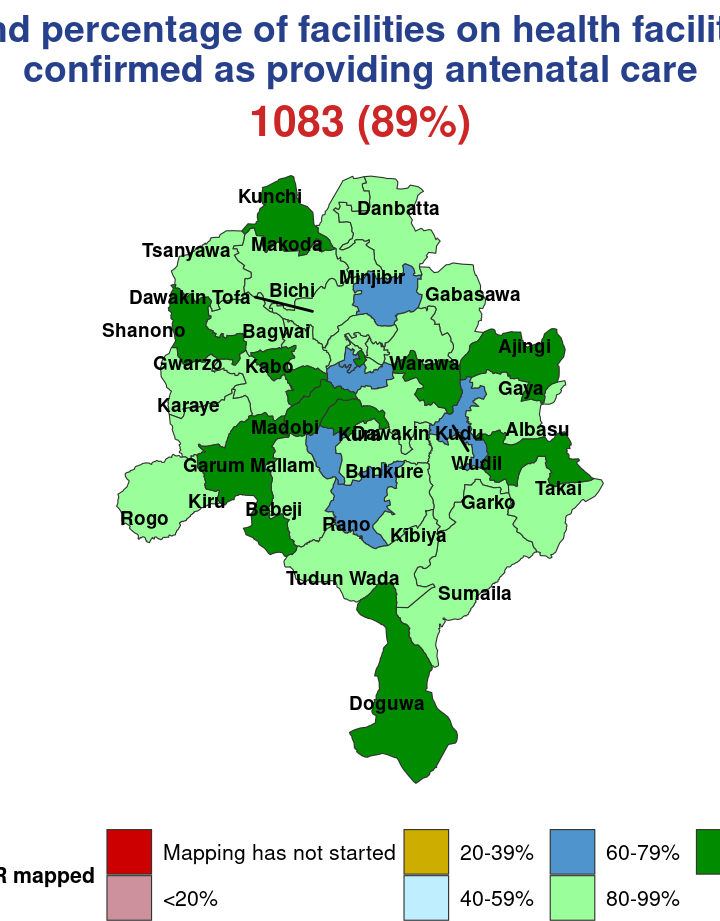 nd percentage of facilities on health facilit
confirmed as providing antenatal care
1083 (89%)
Kunchi
Danbatta
Makoda
Tsanyawa
Minjibir
Bichi
Dawakin Tofa
Gabasawa
Shanono
Bagwai
Ajingi
Gwarzo
Kabo
Warawa
Gaya
Karaye
Madobi
Kura
Dawakin Kudu
Albasu
Garum Mallam
Bunkure
Wudil
Takai
Kiru
Bebeji
Garko
Rogo
Rano
Kibiya
Tudun Wada
Sumaila
Doguwa
R mapped
Mapping has not started
20-39%
60-79%
<20%
40-59%
80-99%